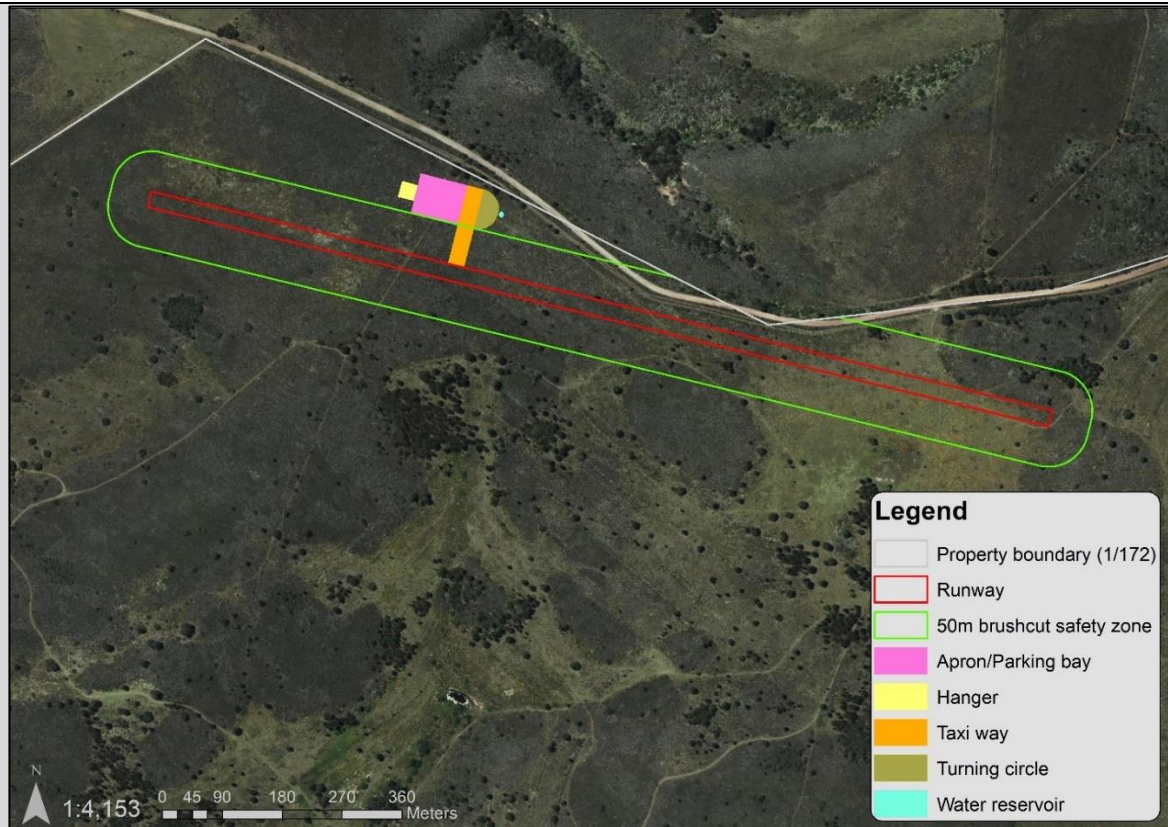 Legend
Property boundary (1/172)
Runway
50m brushcut safety zone
Apron/Parking bay
Hanger
Taxi way
Turning circle
Water reservoir
N
1:4,153
0 45 90 180 270 360
Meters